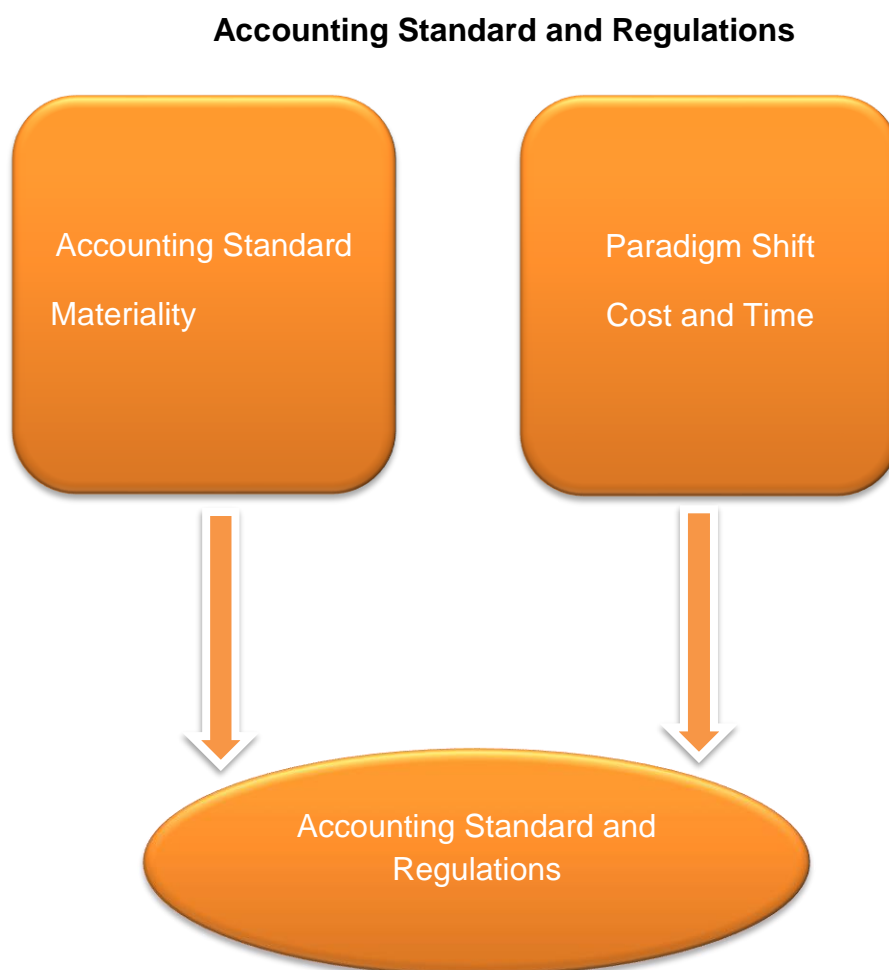 Accounting Standard and Regulations
Accounting Standard
Materiality
Paradigm Shift
Cost and Time
Accounting Standard and
Regulations